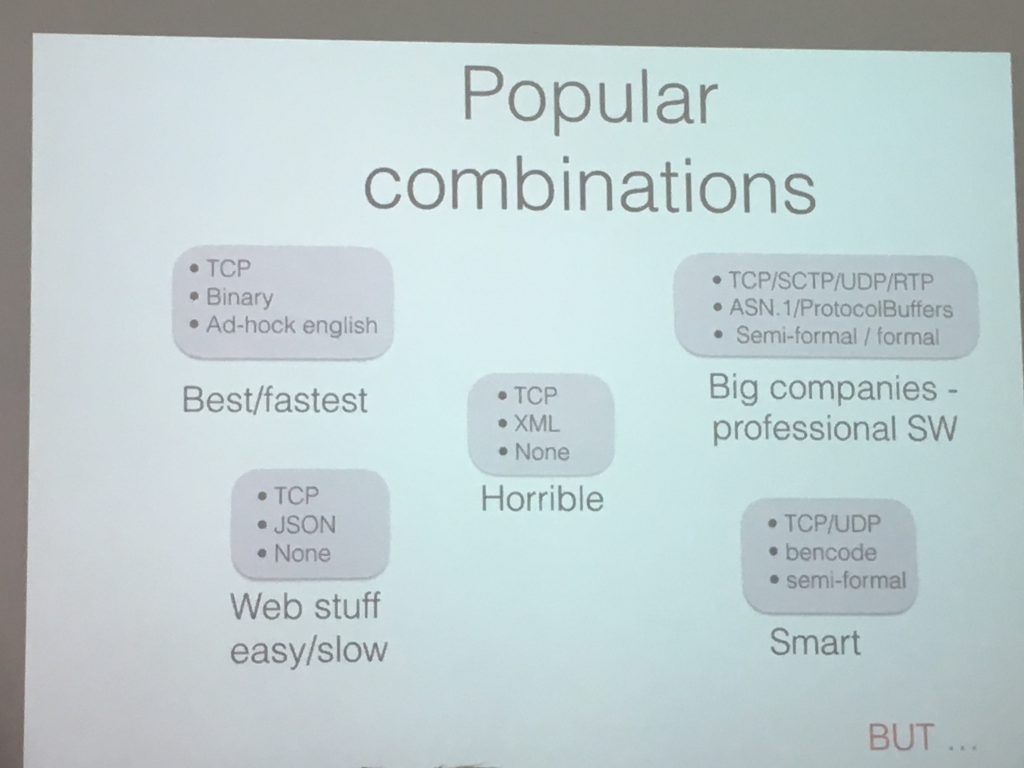 Popular
combinations
• TCP
• Binary
• Ad-hock english
Best/fastest
• TCP/SCTP/UDP/RTP
• ASN.1/ProtocolBuffers
• Semi-formal / formal
Big companies -
professional SW
• TCP
• XML
• None
Horrible
• TCP
• JSON
• None
Web stuff
easy/slow
• TCP/UDP
• bencode
• semi-formal
Smart
BUT ...